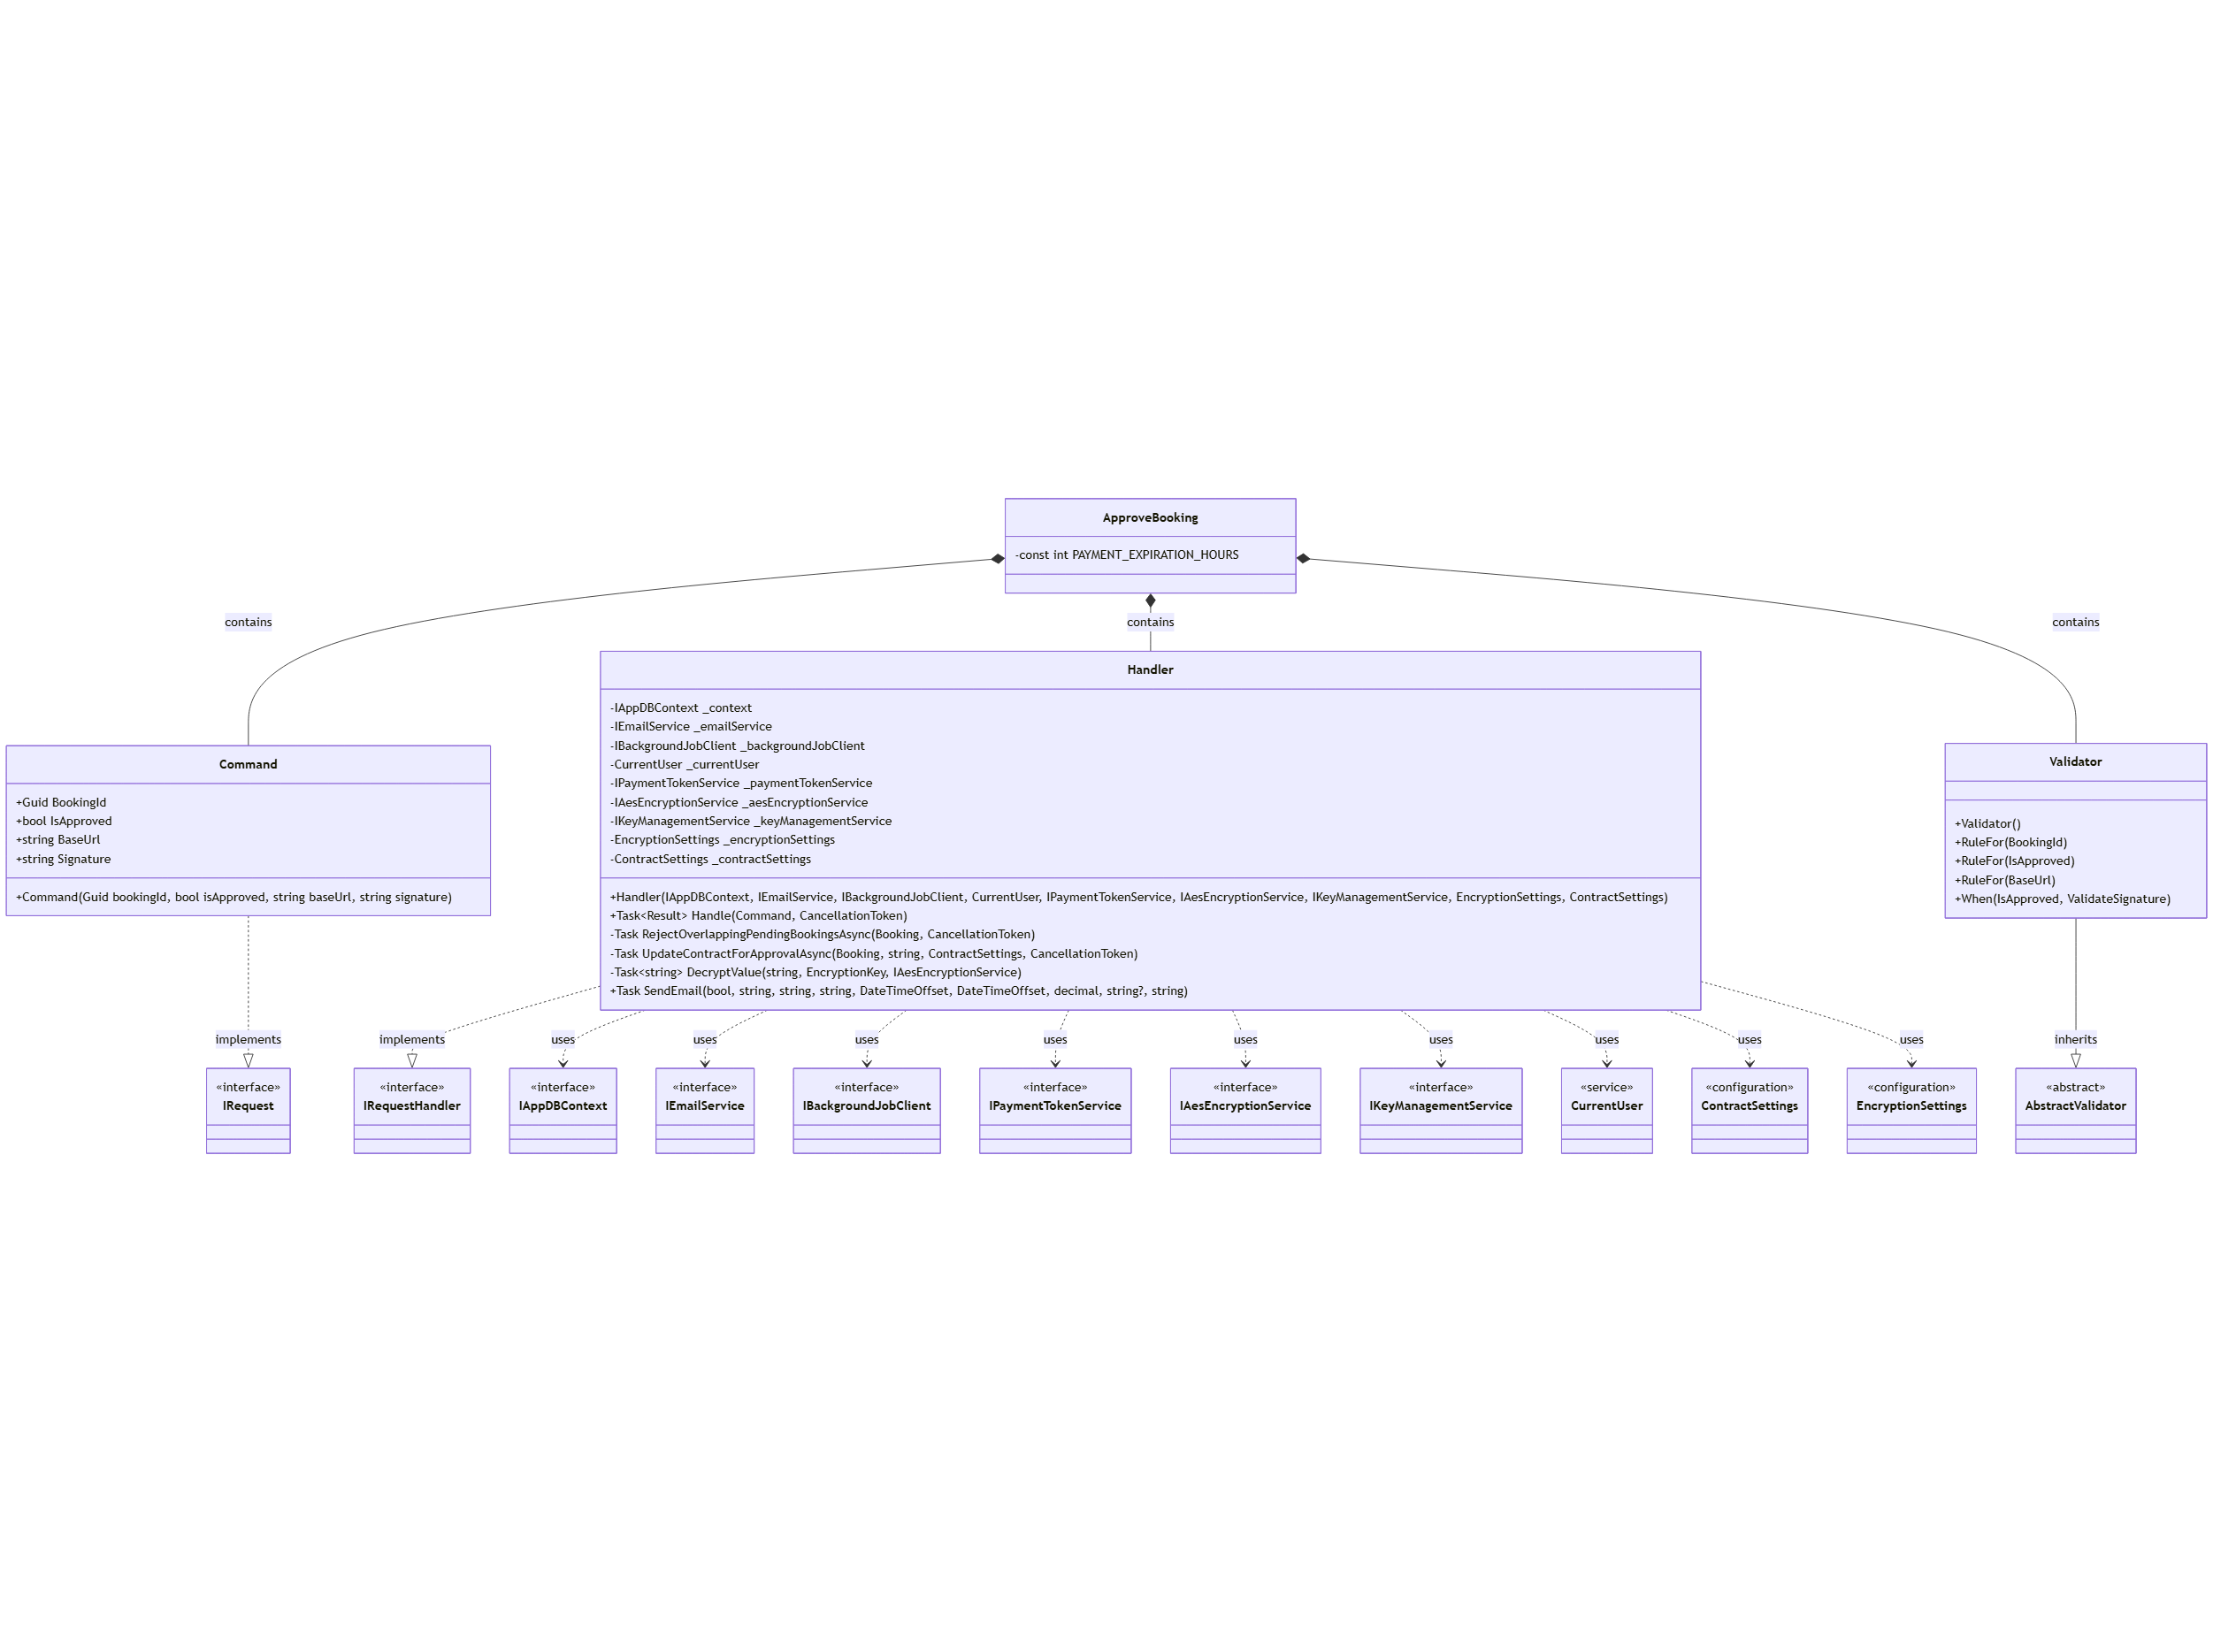 ApproveBooking
-const int PAYMENT_EXPIRATION_HOURS
contains
contains
contains
Command
+Guid BookingId
+bool IsApproved
+string BaseUrl
+string Signature
+Command(Guid bookingId, bool isApproved, string baseUrl, string signature)
Handler
-IAppDBContext _context
-IEmailService _emailService
-IBackgroundJobClient _backgroundJobClient
-CurrentUser _currentUser
-IPaymentTokenService _paymentTokenService
-IAesEncryptionService _aesEncryptionService
-IKeyManagementService _keyManagementService
-EncryptionSettings _encryptionSettings
-ContractSettings _contractSettings
+Handler(IAppDBContext, IEmailService, IBackgroundJobClient, CurrentUser, IPaymentTokenService, IAesEncryptionService, IKeyManagementService, EncryptionSettings, ContractSettings)
+Task<Result> Handle(Command, CancellationToken)
-Task RejectOverlappingPendingBookingsAsync(Booking, CancellationToken)
-Task UpdateContractForApprovalAsync(Booking, string, ContractSettings, CancellationToken)
-Task<string> DecryptValue(string, EncryptionKey, IAesEncryptionService)
+Task SendEmail(bool, string, string, string, DateTimeOffset, DateTimeOffset, decimal, string?, string)
Validator
+Validator()
+RuleFor(BookingId)
+RuleFor(IsApproved)
+RuleFor(BaseUrl)
+When(IsApproved, ValidateSignature)
implements
implements
uses
uses
uses
uses
uses
uses
uses
uses
uses
inherits
«interface»
IRequest
«interface»
IRequestHandler
«interface»
IAppDBContext
«interface»
IEmailService
«interface»
IBackgroundJobClient
«interface»
IPaymentTokenService
«interface»
IAesEncryptionService
«interface»
IKeyManagementService
«service»
CurrentUser
«configuration»
ContractSettings
«configuration»
EncryptionSettings
«abstract»
AbstractValidator